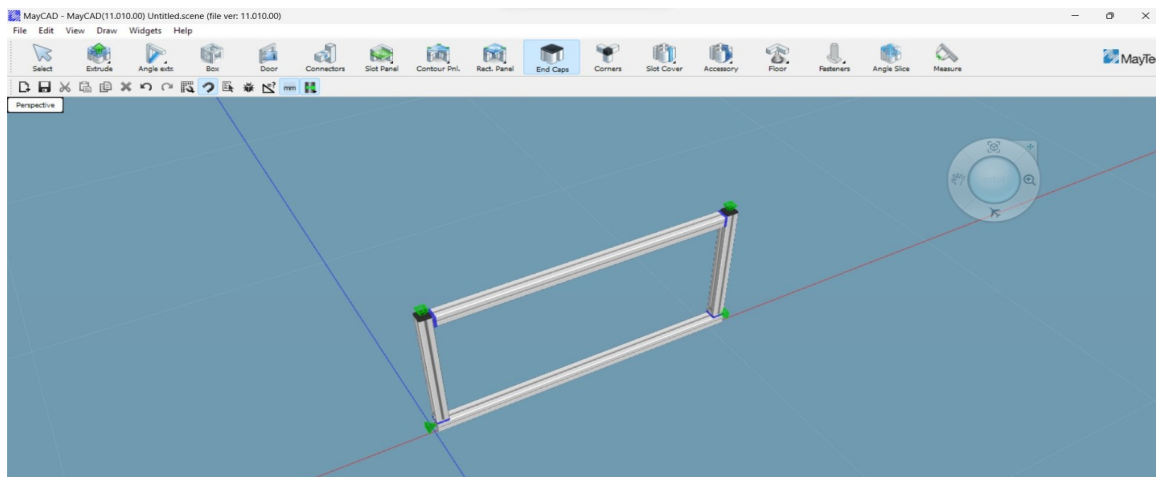 MayCAD - MayCAD(11.010.00) Untitled.scene (file ver: 11.010.00)
File Edit View Draw Widgets Help
Select Extrude Angle extr. Box Door Connectors Slot Panel Contour Pnl. Rect. Panel End Caps Corners Slot Cover Accessory Floor Fasteners Angle Slice Measure MayTe
mm
Perspective